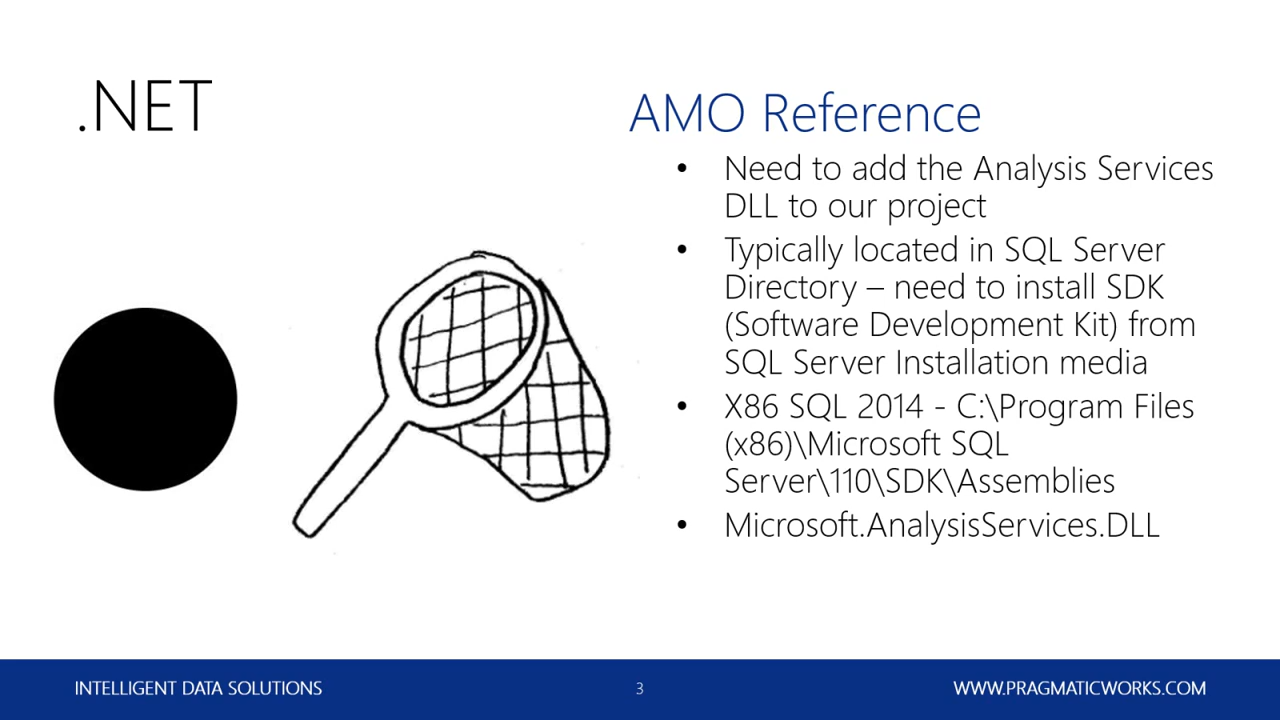 .NET
AMO Reference
• Need to add the Analysis Services
DLL to our project
• Typically located in SQL Server
Directory – need to install SDK
(Software Development Kit) from
SQL Server Installation media
• X86 SQL 2014 - C:\Program Files
(x86)\Microsoft SQL
Server\110\SDK\Assemblies
• Microsoft.AnalysisServices.DLL
INTELLIGENT DATA SOLUTIONS
3
WWW.PRAGMATICWORKS.COM